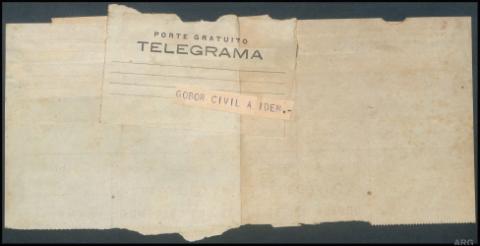 PORTE GRATUITO
TELEGRAMA
GOBOR CIVIL A IDEM.-
ARG